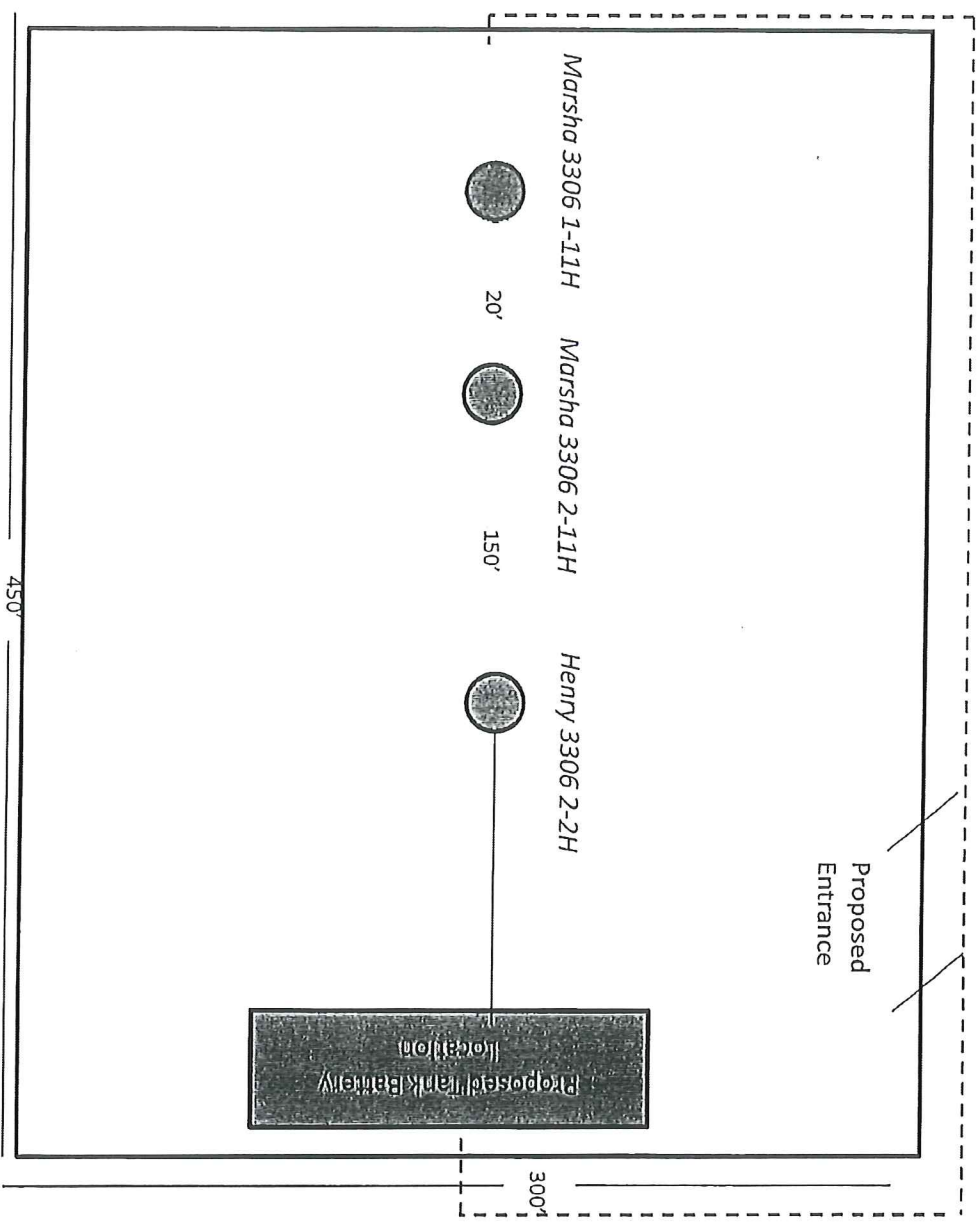 Marsha 3306 1-11H
20'
Marsha 3306 2-11H
150'
Henry 3306 2-2H
Proposed
Entrance
Proposed Tank Battery
Location
450'
300'